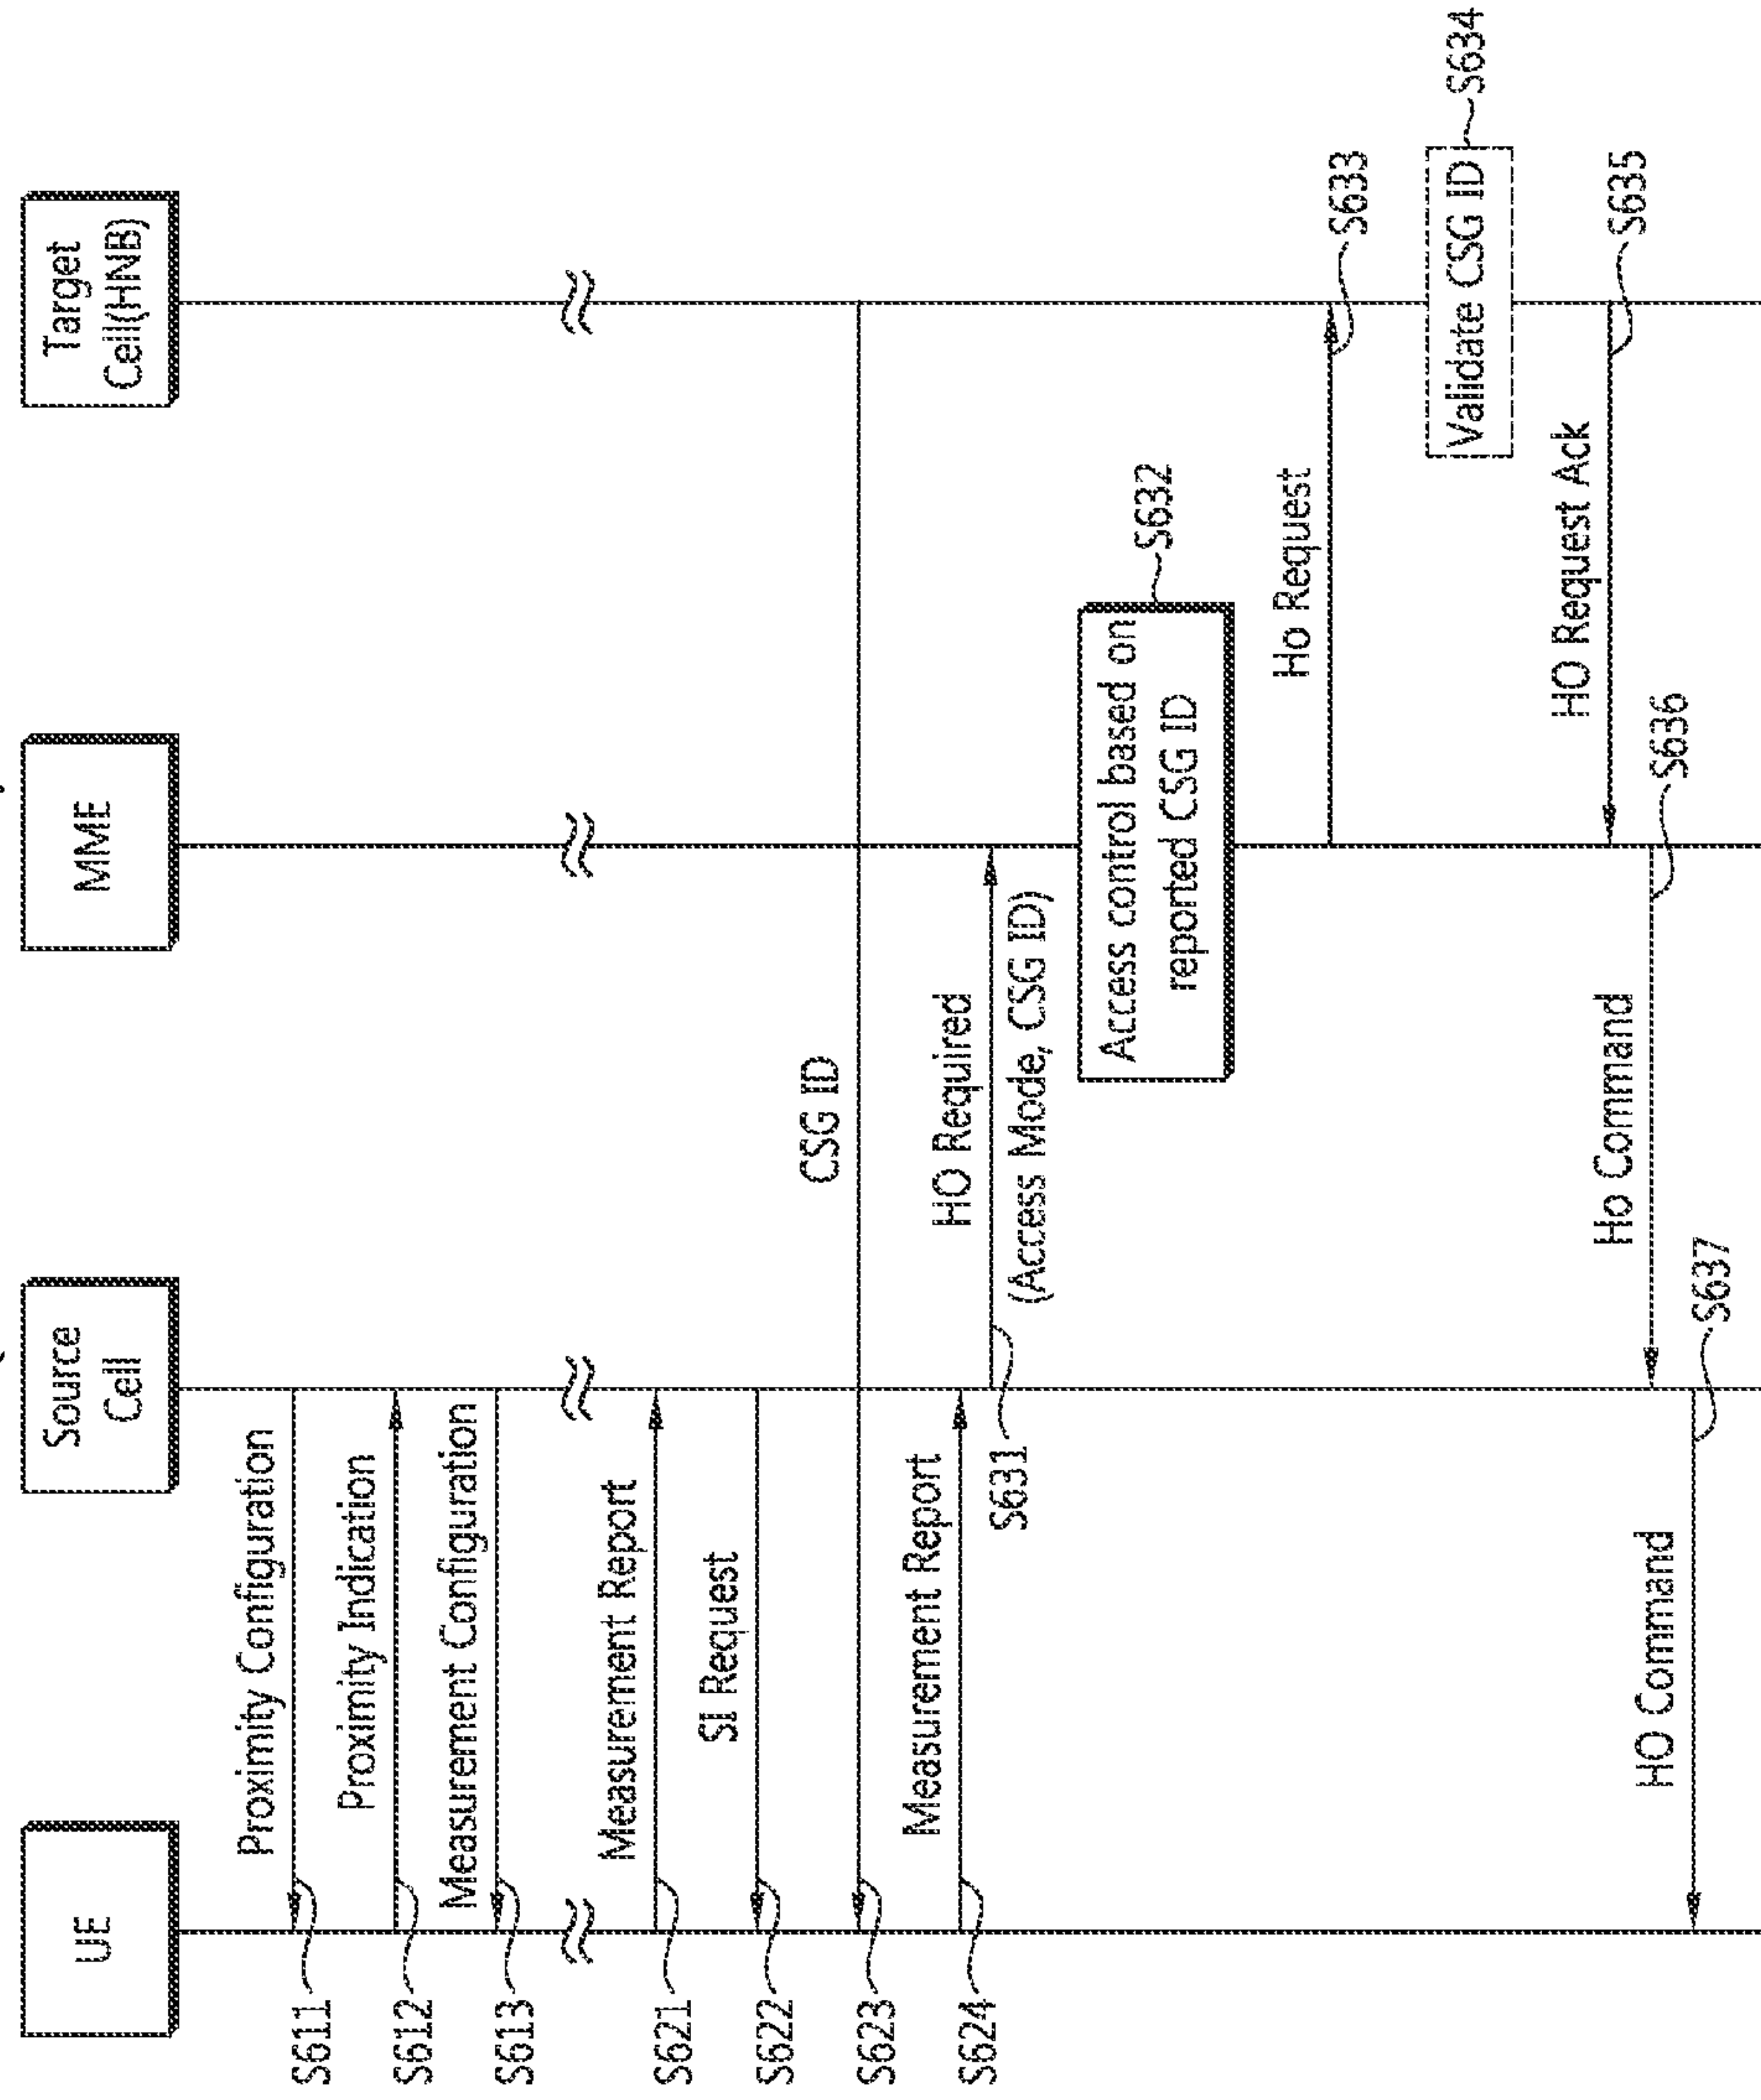 UE
Source
Cell
MME
Target
Cell(HNB)
Proximity Configuration
S611
Proximity Indication
S612
Measurement Configuration
S613
Measurement Report
S621
SI Request
S622
CSG ID
S623
Measurement Report
S624
HO Required
(Access Mode, CSG ID)
S631
Access control based on
reported CSG ID
S632
Ho Request
S633
Validate CSG ID
S634
HO Request Ack
S635
Ho Command
S636
HO Command
S637